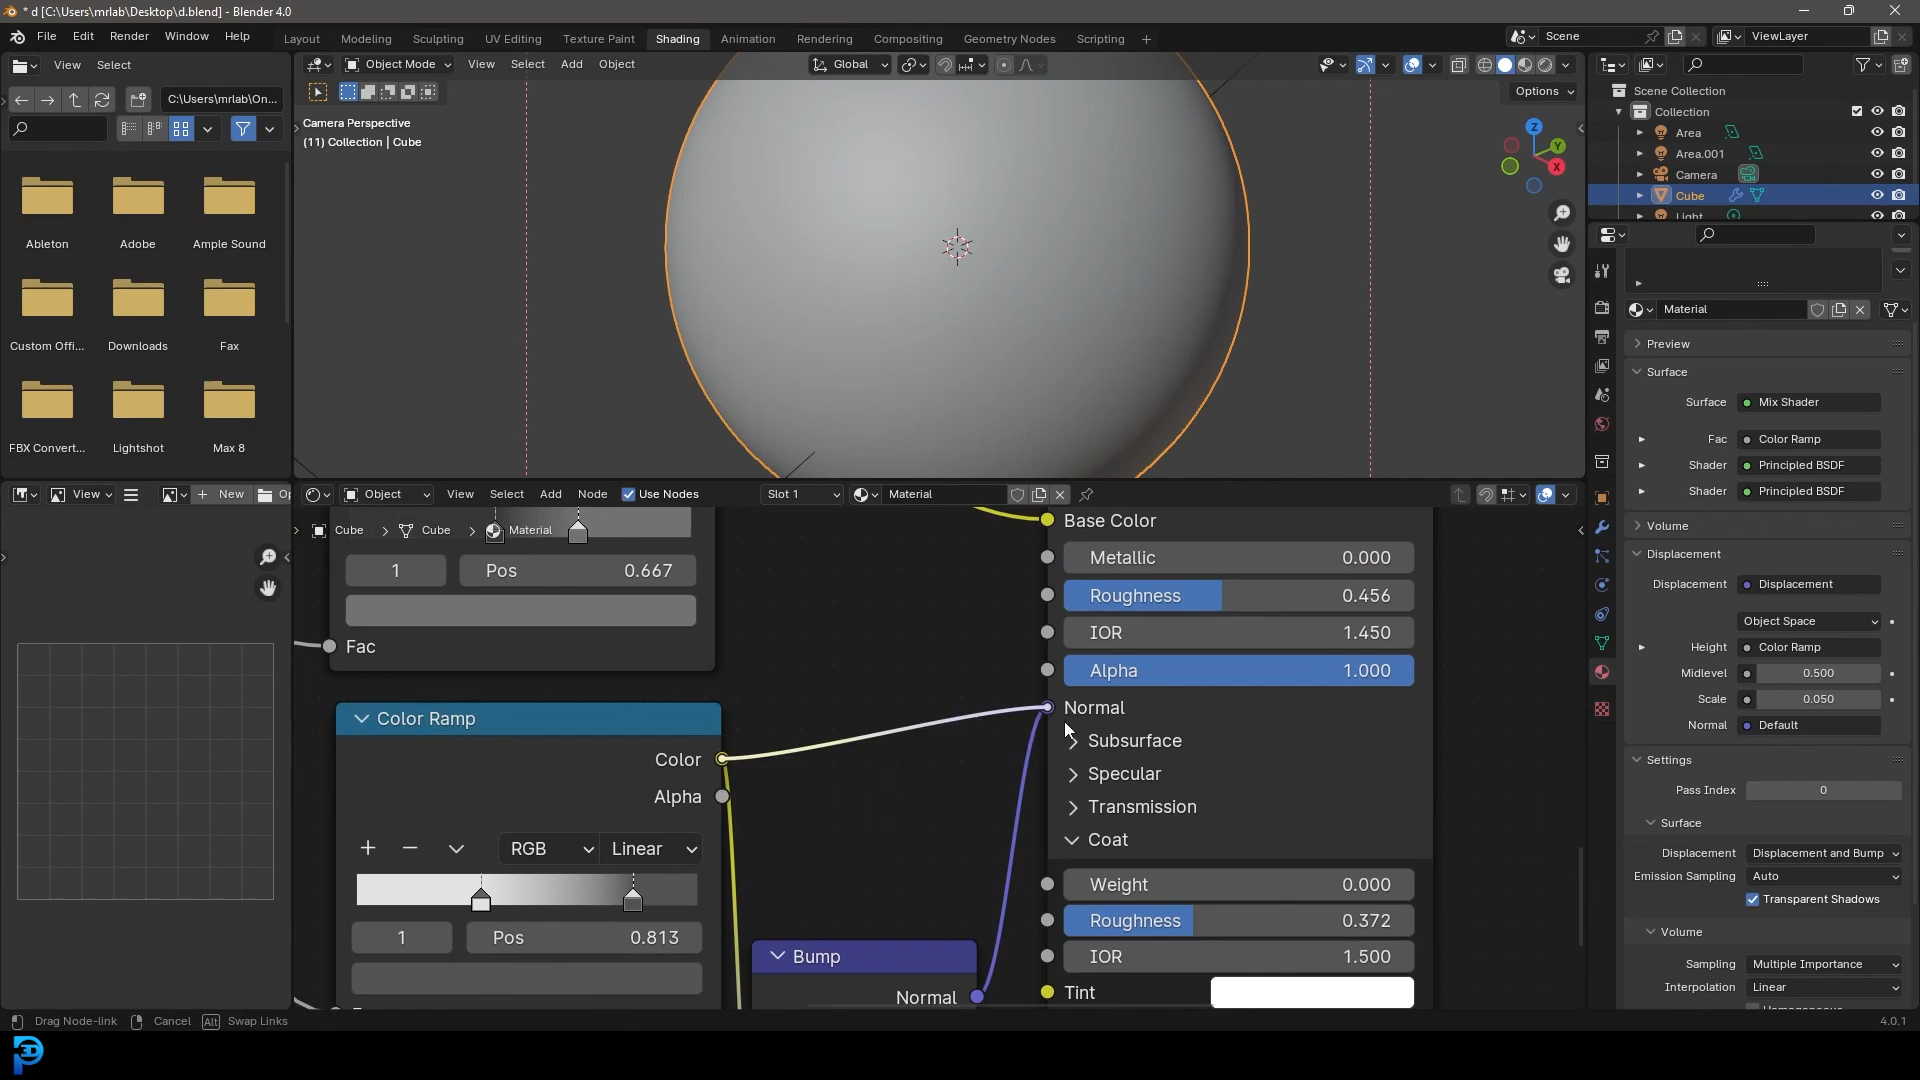 * d [C:\Users\mrlab\Desktop\d.blend] - Blender 4.0
File Edit Render Window Help
Layout Modeling Sculpting UV Editing Texture Paint Shading Animation Rendering Compositing Geometry Nodes Scripting +
Scene
ViewLayer
View Select
Object Mode View Select Add Object
Global
C:\Users\mrlab\On...
Options
Camera Perspective
(11) Collection | Cube
Z
Y
X
Ableton Adobe Ample Sound
Custom Offi... Downloads Fax
FBX Convert... Lightshot Max 8
Scene Collection
Collection
Area
Area.001
Camera
Cube
Light
Material
Preview
Surface
Surface Mix Shader
Fac Color Ramp
Shader Principled BSDF
Shader Principled BSDF
Volume
Displacement
Displacement Displacement
Object Space
Height Color Ramp
Midlevel 0.500
Scale 0.050
Normal Default
Settings
Pass Index 0
Surface
Displacement Displacement and Bump
Emission Sampling Auto
Transparent Shadows
Volume
Sampling Multiple Importance
Interpolation Linear
Homogeneous
View
+ New
Op
Object View Select Add Node Use Nodes Slot 1 Material
Cube > Cube > Material
1 Pos 0.667
Fac
Color Ramp
Color
Alpha
RGB Linear
1 Pos 0.813
Bump
Normal
Base Color
Metallic 0.000
Roughness 0.456
IOR 1.450
Alpha 1.000
Normal
Subsurface
Specular
Transmission
Coat
Weight 0.000
Roughness 0.372
IOR 1.500
Tint
Drag Node-link Cancel Alt Swap Links
4.0.1
3D